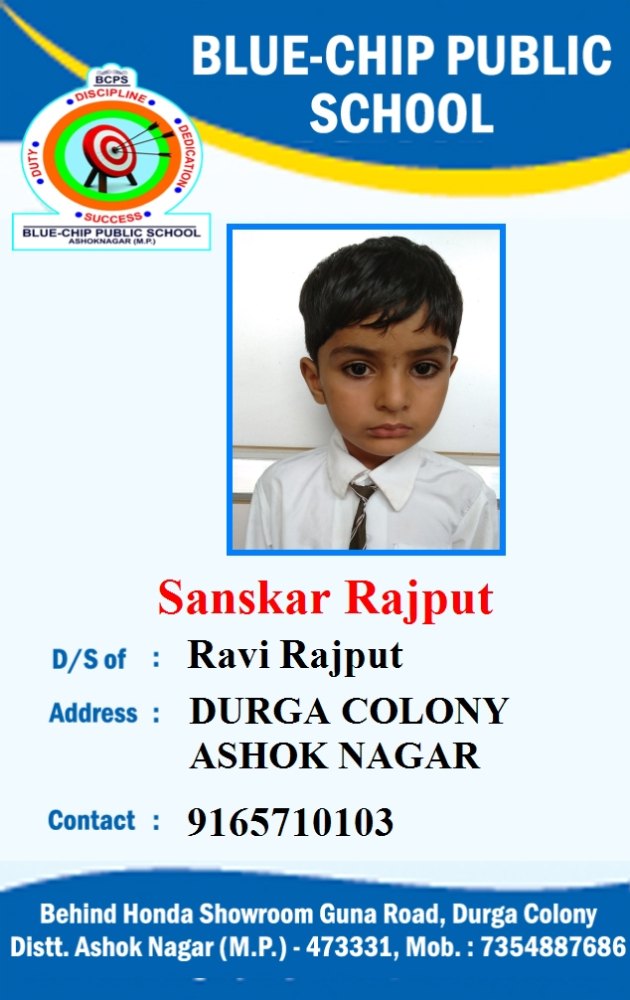 BLUE-CHIP PUBLIC
SCHOOL
BCPS
DISCIPLINE
DUTY
DEDICATION
SUCCESS
BLUE-CHIP PUBLIC SCHOOL
ASHOKNAGAR (M.P.)
Sanskar Rajput
D/S of : Ravi Rajput
Address : DURGA COLONY
ASHOK NAGAR
Contact : 9165710103
Behind Honda Showroom Guna Road, Durga Colony
Distt. Ashok Nagar (M.P.) - 473331, Mob. : 7354887686